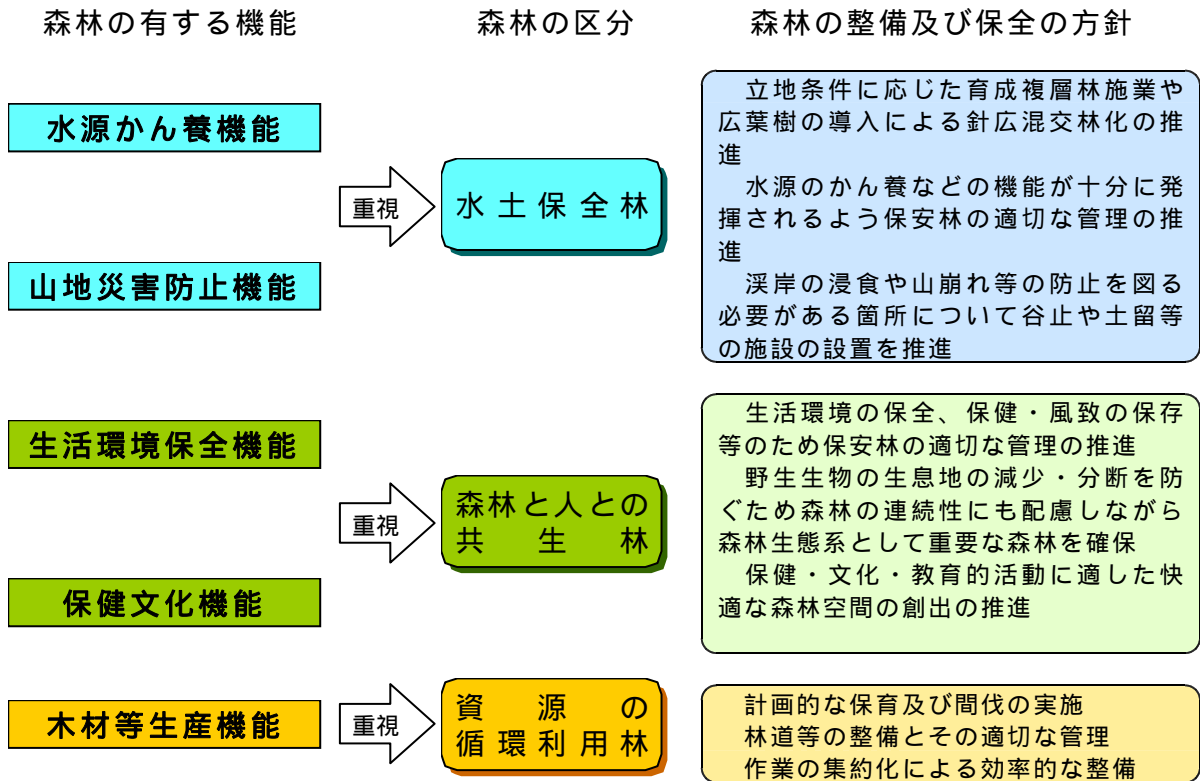 森林の有する機能
森林の区分
森林の整備及び保全の方針
水源かん養機能
山地災害防止機能
重視
水土保全林
立地条件に応じた育成複層林施業や
広葉樹の導入による針広混交林化の推
進
水源のかん養などの機能が十分に発
揮されるよう保安林の適切な管理の推
進
渓岸の浸食や山崩れ等の防止を図る
必要がある箇所について谷止や土留等
の施設の設置を推進
生活環境保全機能
保健文化機能
重視
森林と人との
共生林
生活環境の保全、保健・風致の保存
等のため保安林の適切な管理の推進
野生生物の生息地の減少・分断を防
ぐため森林の連続性にも配慮しながら
森林生態系として重要な森林を確保
保健・文化・教育的活動に適した快
適な森林空間の創出の推進
木材等生産機能
重視
資源の
循環利用林
計画的な保育及び間伐の実施
林道等の整備とその適切な管理
作業の集約化による効率的な整備